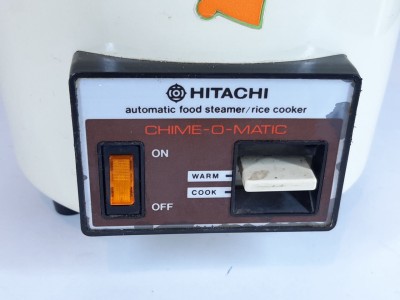 HITACHI
automatic food steamer/rice cooker
CHIME-O-MATIC
ON
WARM
COOK
OFF